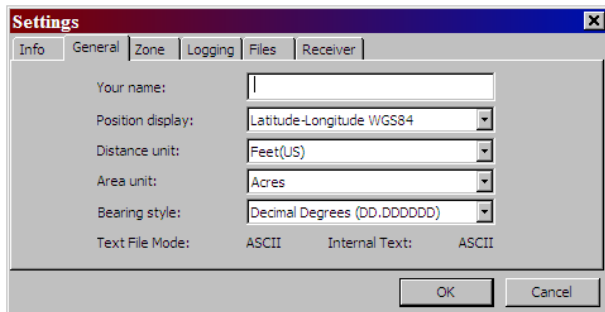 Settings
Info General Zone Logging Files Receiver
Your name:
Position display: Latitude-Longitude WGS84
Distance unit: Feet(US)
Area unit: Acres
Bearing style: Decimal Degrees (DD.DDDDDD)
Text File Mode: ASCII Internal Text: ASCII
OK Cancel